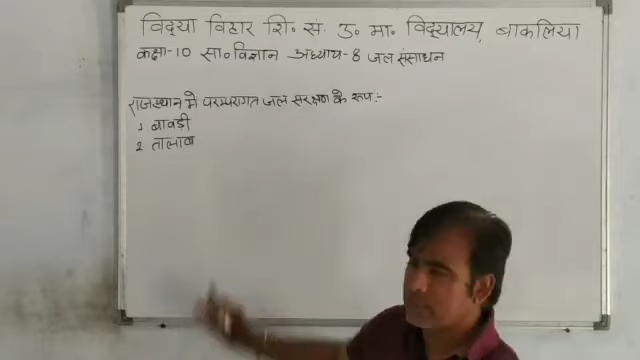 विद्या विहार शि॰ सं. उ॰ मा॰ विद्यालय, बाकलिया
कक्षा-10 सा॰ विज्ञान अध्याय-8 जल संसाधन
राजस्थान में परम्परागत जल संरक्षण के रूप:-
1 बावडी
2 तालाब